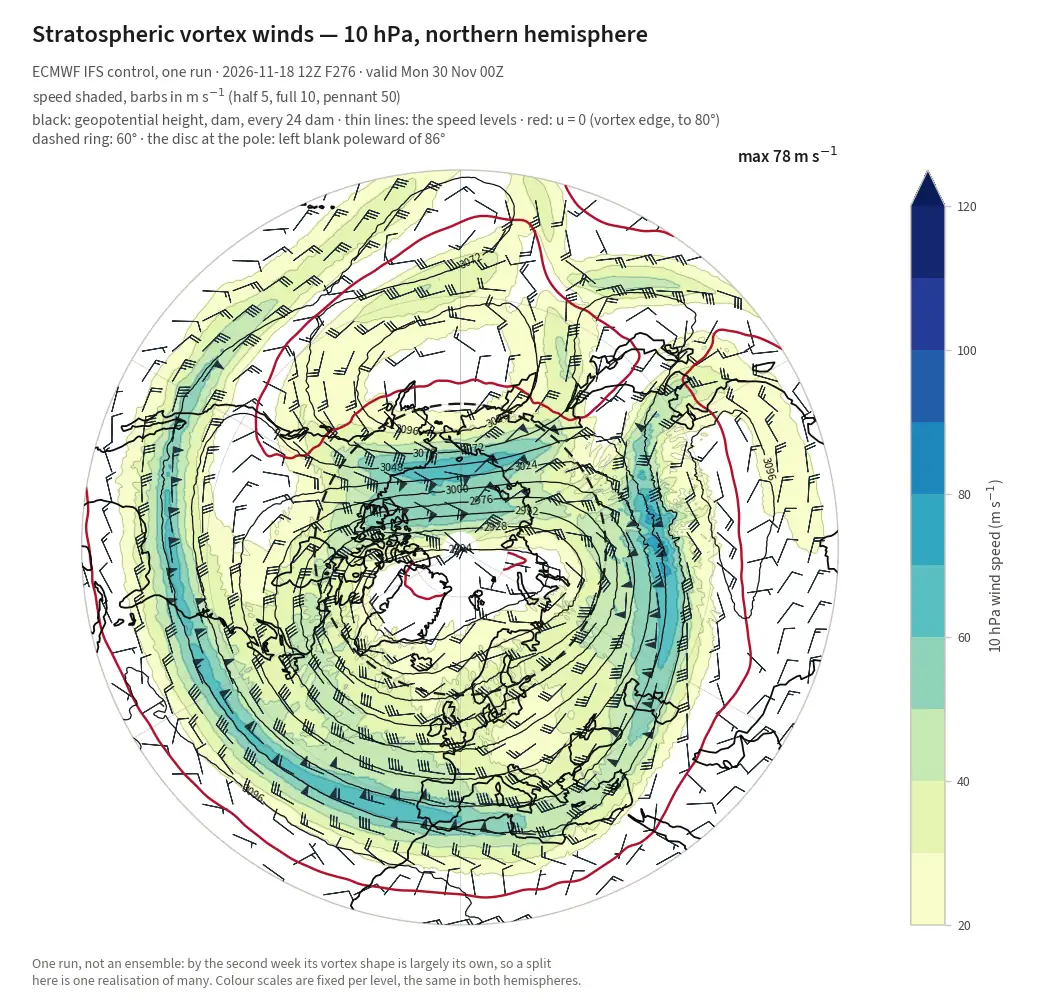 Stratospheric vortex winds — 10 hPa, northern hemisphere
ECMWF IFS control, one run · 2026-11-18 12Z F276 · valid Mon 30 Nov 00Z
speed shaded, barbs in m s⁻¹ (half 5, full 10, pennant 50)
black: geopotential height, dam, every 24 dam · thin lines: the speed levels · red: u = 0 (vortex edge, to 80°)
dashed ring: 60° · the disc at the pole: left blank poleward of 86°
max 78 m s⁻¹
120
100
80
60
40
20
10 hPa wind speed (m s⁻¹)
3072
3096
3072
3048
3024
3000
2976
2952
2928
3096
3096
One run, not an ensemble: by the second week its vortex shape is largely its own, so a split
here is one realisation of many. Colour scales are fixed per level, the same in both hemispheres.